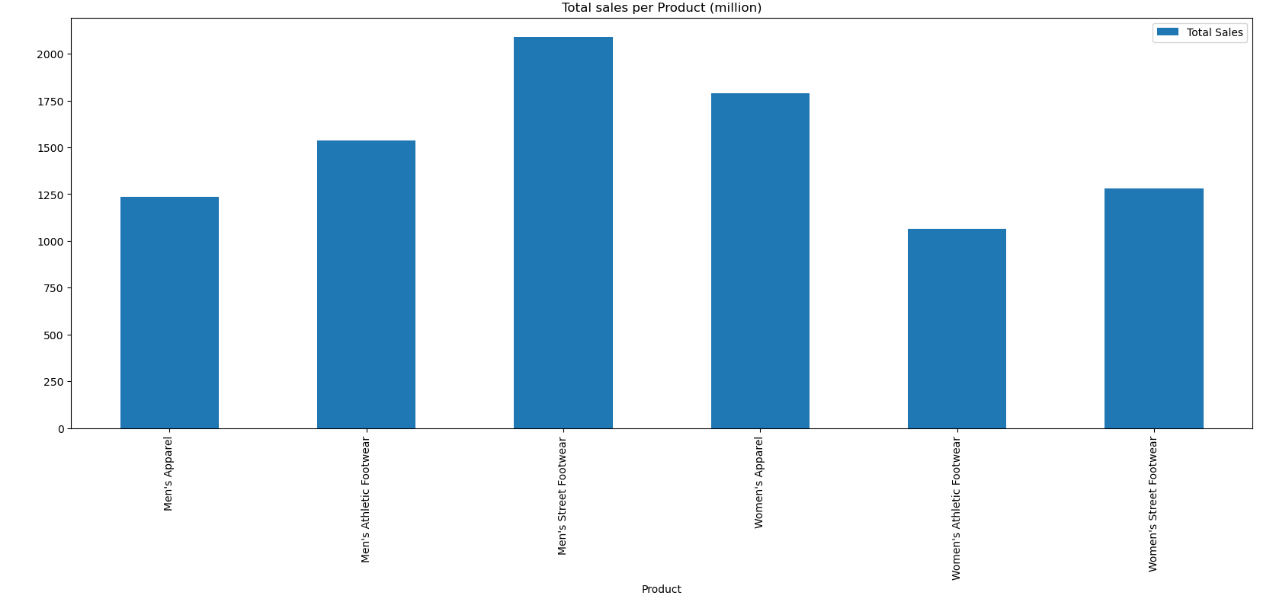 Total sales per Product (million)
Total Sales
2000
1750
1500
1250
1000
750
500
250
0
Men's Apparel
Men's Athletic Footwear
Men's Street Footwear
Women's Apparel
Women's Athletic Footwear
Women's Street Footwear
Product